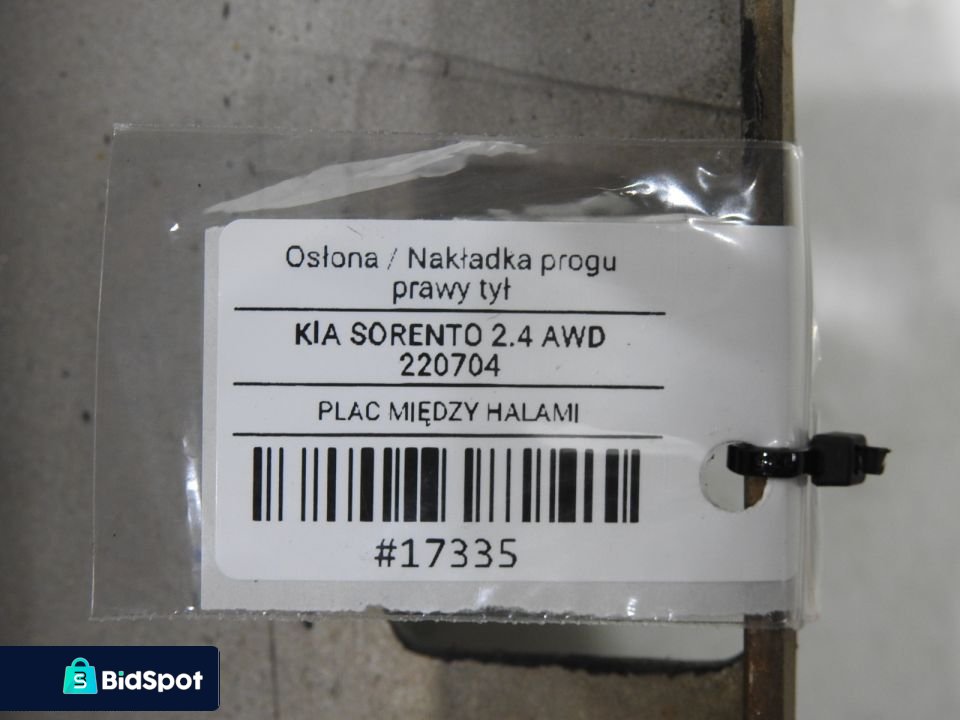 Osłona / Nakładka progu
prawy tył
KIA SORENTO 2.4 AWD
220704
PLAC MIĘDZY HALAMI
#17335
BidSpot